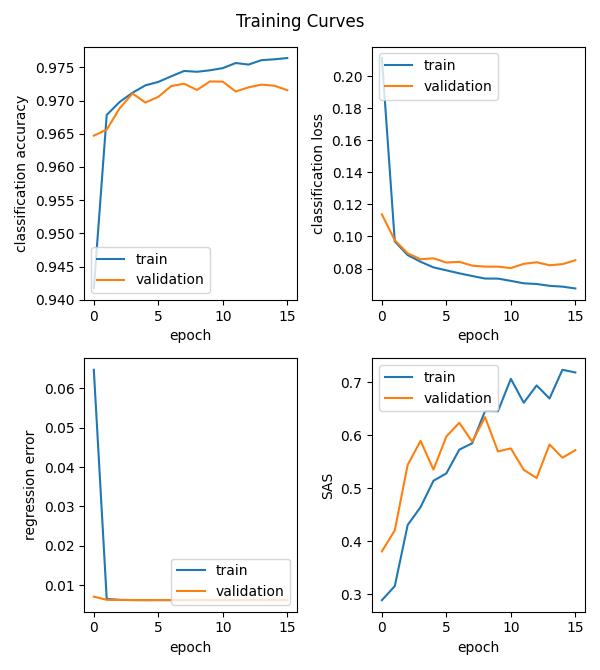 Training Curves
classification accuracy
0.975
0.970
0.965
0.960
0.955
0.950
0.945
0.940
0
5
10
15
epoch
train
validation
classification loss
0.20
0.18
0.16
0.14
0.12
0.10
0.08
0
5
10
15
epoch
train
validation
regression error
0.06
0.05
0.04
0.03
0.02
0.01
0
5
10
15
epoch
train
validation
SAS
0.7
0.6
0.5
0.4
0.3
0
5
10
15
epoch
train
validation